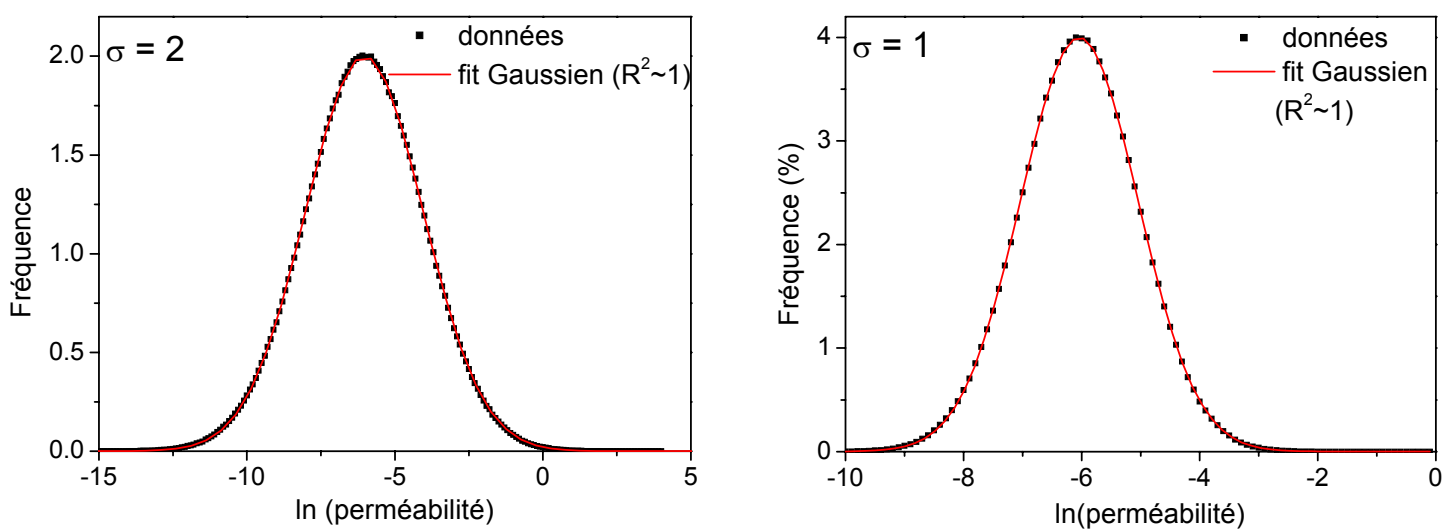 σ = 2
données
fit Gaussien (R²~1)
Fréquence
2.0
1.5
1.0
0.5
0.0
-15
-10
-5
0
5
ln (perméabilité)
σ = 1
données
fit Gaussien
(R²~1)
Fréquence (%)
4
3
2
1
0
-10
-8
-6
-4
-2
0
ln(perméabilité)